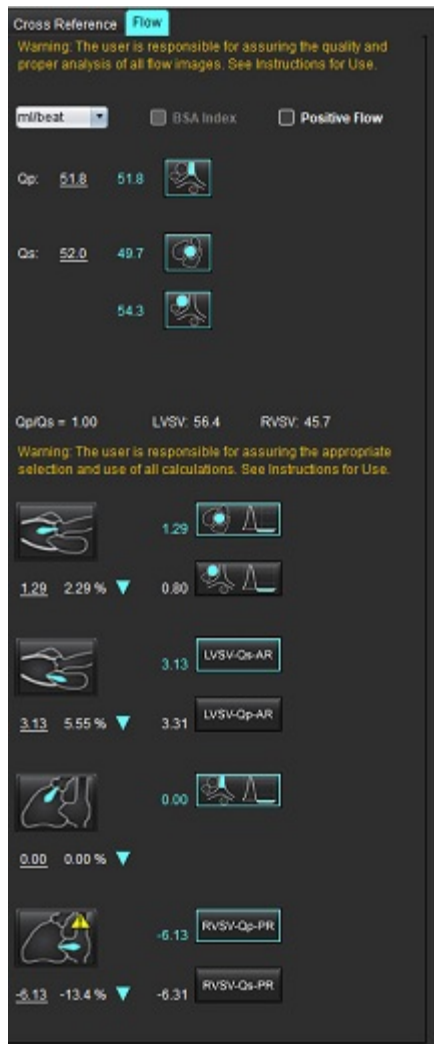 Cross Reference Flow
Warning: The user is responsible for assuring the quality and
proper analysis of all flow images. See Instructions for Use.
ml/beat BSA Index Positive Flow
Qp: 51.8 51.8
Qs: 52.0 49.7
54.3
Qp/Qs = 1.00 LVSV: 56.4 RVSV: 45.7
Warning: The user is responsible for assuring the appropriate
selection and use of all calculations. See Instructions for Use.
1.29
1.29 2.29 % 0.80
3.13 LVSV-Qs-AR
3.13 5.55 % 3.31 LVSV-Qp-AR
0.00
0.00 0.00 %
-6.13 RVSV-Qp-PR
-6.13 -13.4 % -6.31 RVSV-Qs-PR